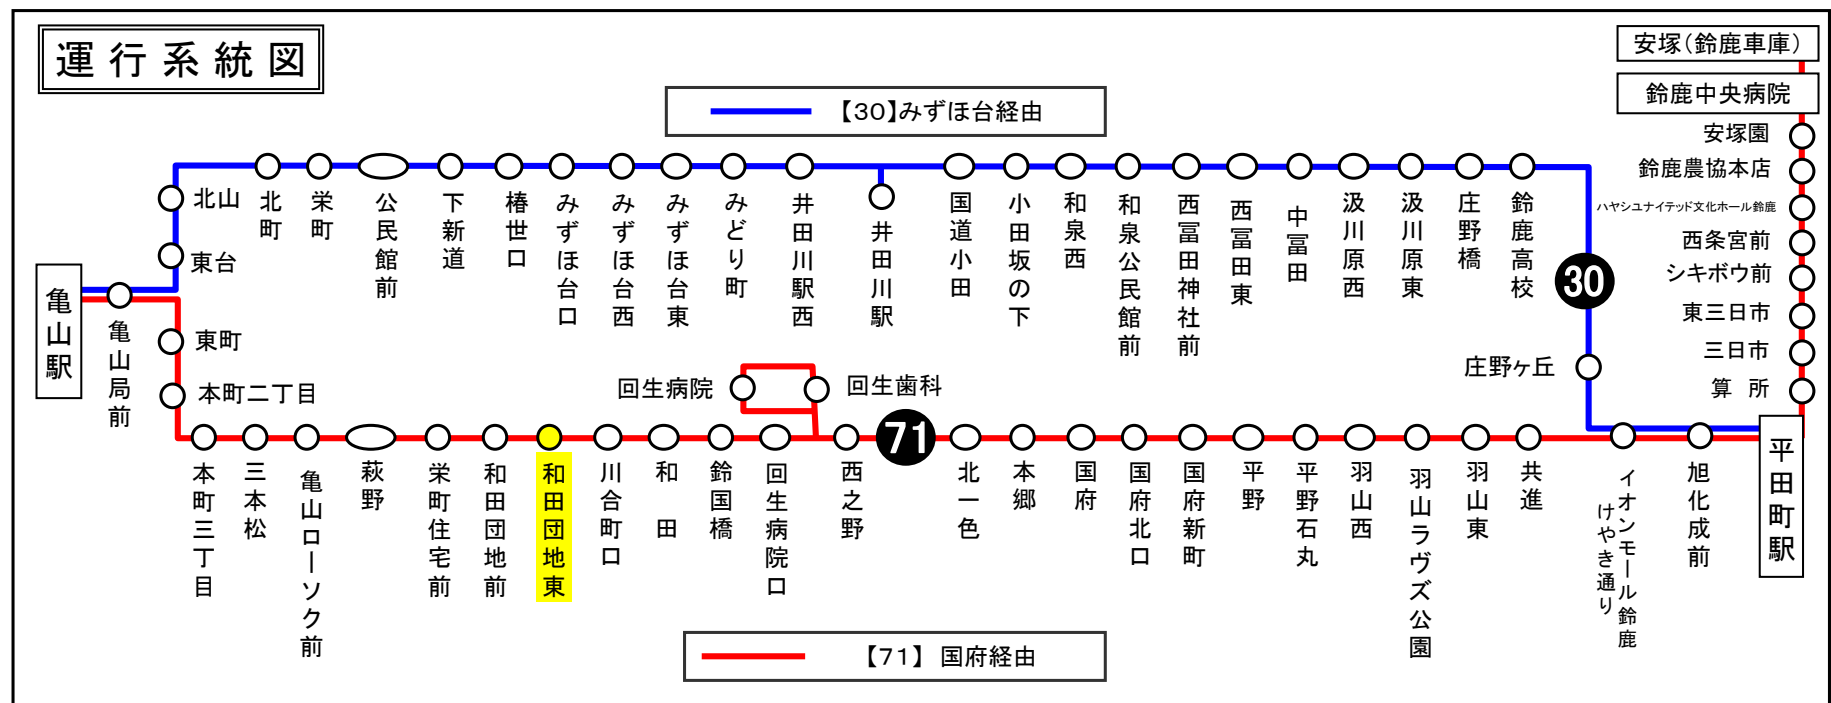 運行系統図
【30】みずほ台経由
安塚(鈴鹿車庫)
鈴鹿中央病院
安塚園
鈴鹿農協本店
ハヤシユナイテッド文化ホール鈴鹿
西条宮前
シキボウ前
東三日市
三日市
算 所
平田町駅
亀山駅
亀山局前
東台
北山
北町
栄町
公民館前
下新道
椿世口
みずほ台口
みずほ台西
みずほ台東
みどり町
井田川駅西
井田川駅
国道小田
小田坂の下
和泉西
和泉公民館前
西冨田神社前
西冨田東
中冨田
汲川原西
汲川原東
庄野橋
鈴鹿高校
30
庄野ヶ丘
東町
本町二丁目
本町三丁目
三本松
亀山ローソク前
萩野
栄町住宅前
和田団地前
和田団地東
川合町口
和 田
鈴国橋
回生病院口
回生病院
回生歯科
西之野
71
北一色
本郷
国府
国府北口
国府新町
平野
平野石丸
羽山西
羽山ラヴズ公園
羽山東
共進
イオンモール鈴鹿
けやき通り
旭化成前
【71】 国府経由